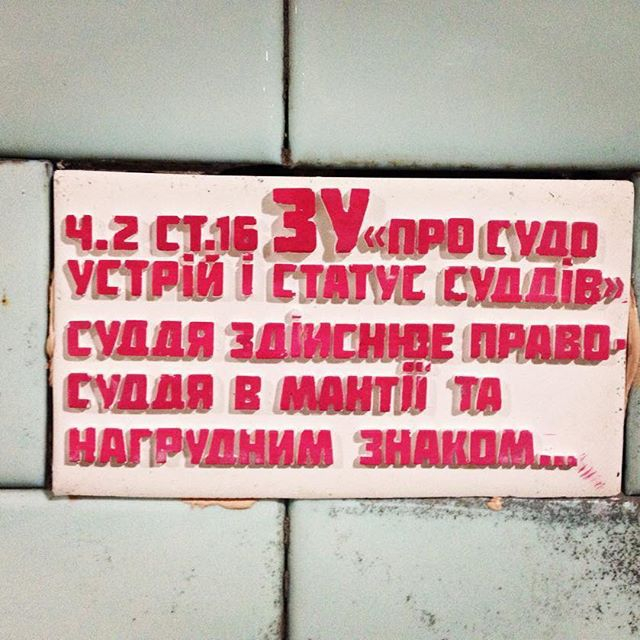 Ч.2 СТ.16 ЗУ «ПРО СУДО
УСТРІЙ І СТАТУС СУДДІВ»
СУДДЯ ЗДІЙСНЮЄ ПРАВО-
СУДДЯ В МАНТІЇ ТА
НАГРУДНИМ ЗНАКОМ...